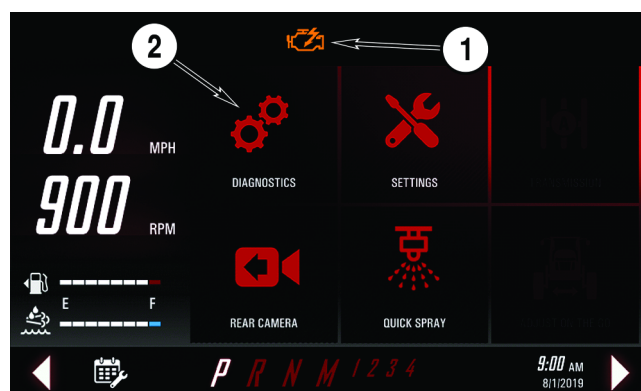 2
1
0.0 MPH
DIAGNOSTICS
SETTINGS
900 RPM
E F
REAR CAMERA
QUICK SPRAY
P R N M 1 2 3 4
9:00 AM
8/1/2019